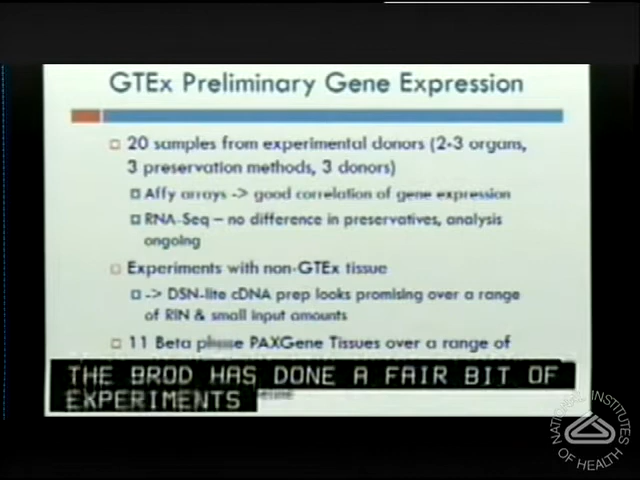 GTEx Preliminary Gene Expression
20 samples from experimental donors (2-3 organs,
3 preservation methods, 3 donors)
Affy arrays -> good correlation of gene expression
RNA-Seq – no difference in preservatives, analysis
ongoing
Experiments with non-GTEx tissue
-> DSN-lite cDNA prep looks promising over a range
of RIN & small input amounts
11 Beta phase PAXGene Tissues over a range of
THE BROD HAS DONE A FAIR BIT OF
EXPERIMENTS
NATIONAL INSTITUTES
OF HEALTH